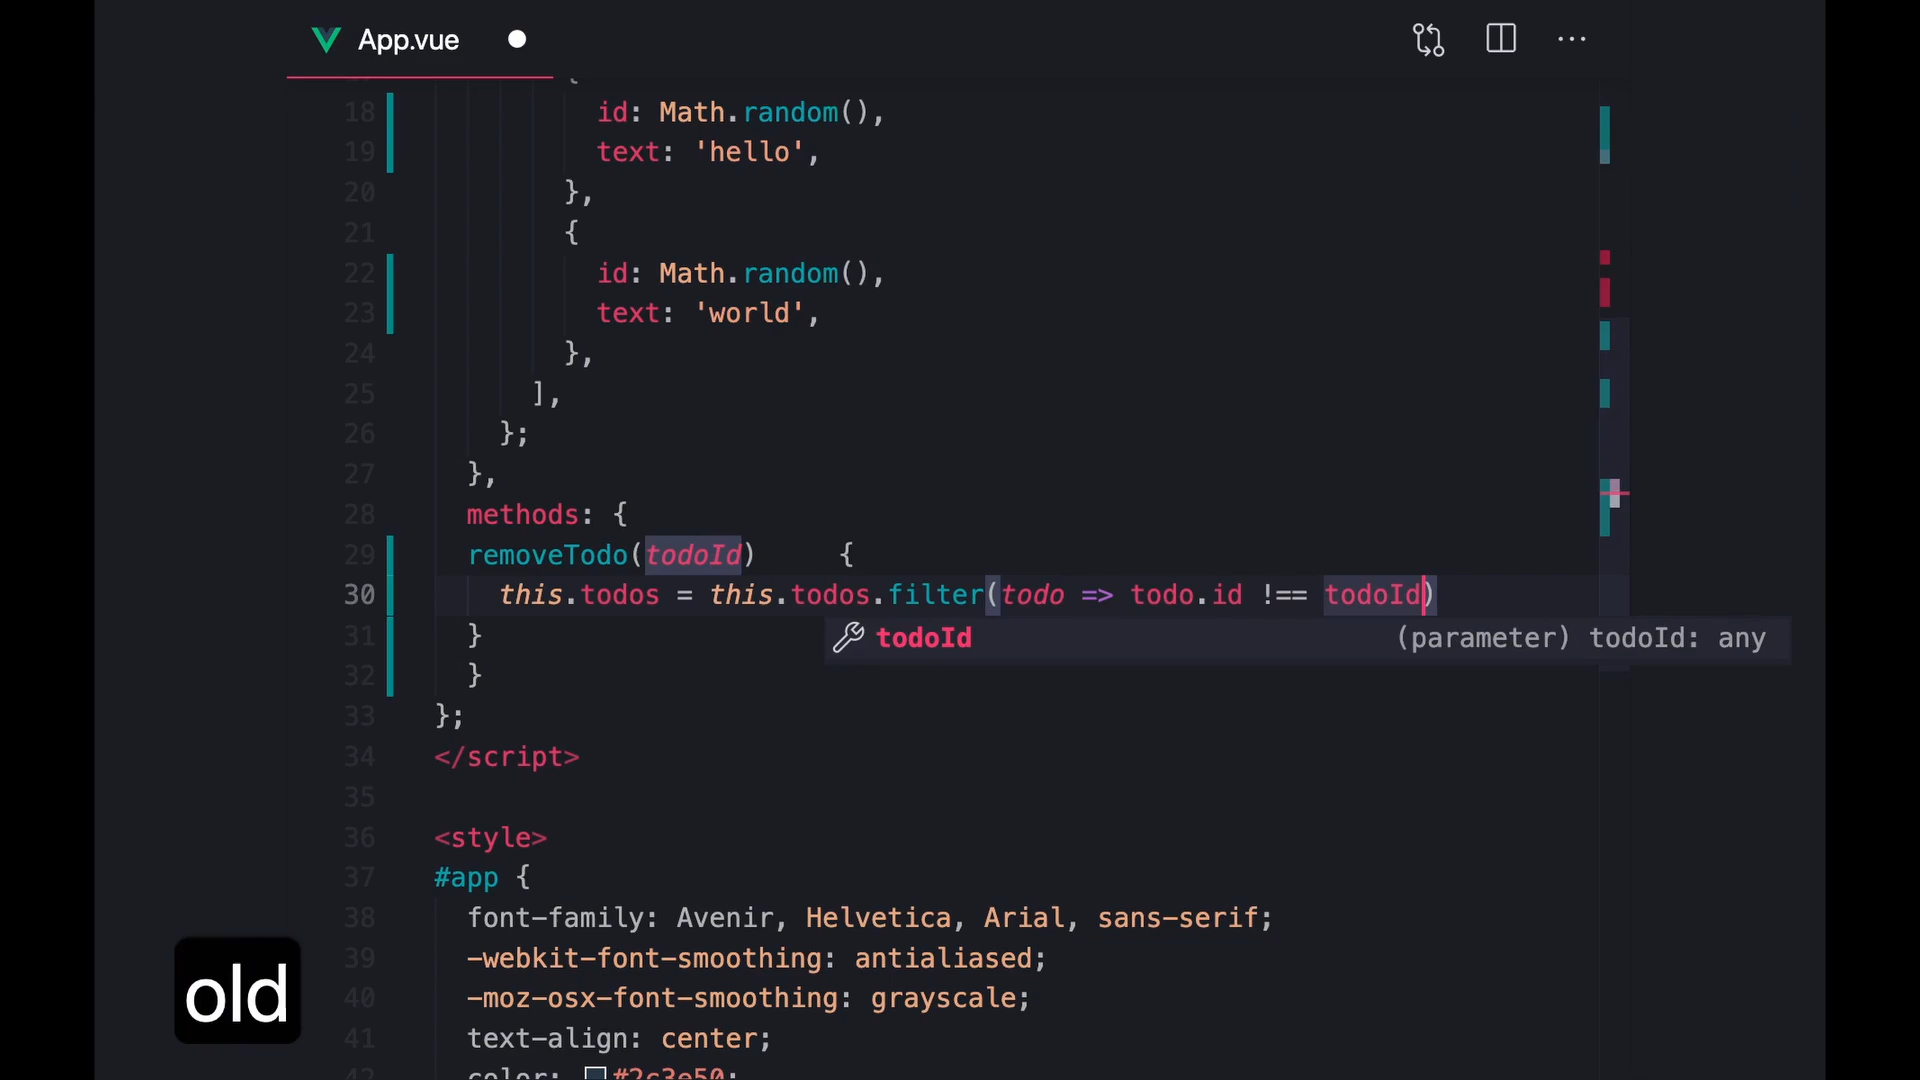 App.vue
18 id: Math.random(),
19 text: 'hello',
20 },
21 {
22 id: Math.random(),
23 text: 'world',
24 },
25 ],
26 };
27 },
28 methods: {
29 removeTodo(todoId) {
30 this.todos = this.todos.filter(todo => todo.id !== todoId)
31 }
todoId (parameter) todoId: any
32 }
33 };
34 </script>
35
36 <style>
37 #app {
38 font-family: Avenir, Helvetica, Arial, sans-serif;
39 -webkit-font-smoothing: antialiased;
40 -moz-osx-font-smoothing: grayscale;
41 text-align: center;
42 color: #2c3e50;
old